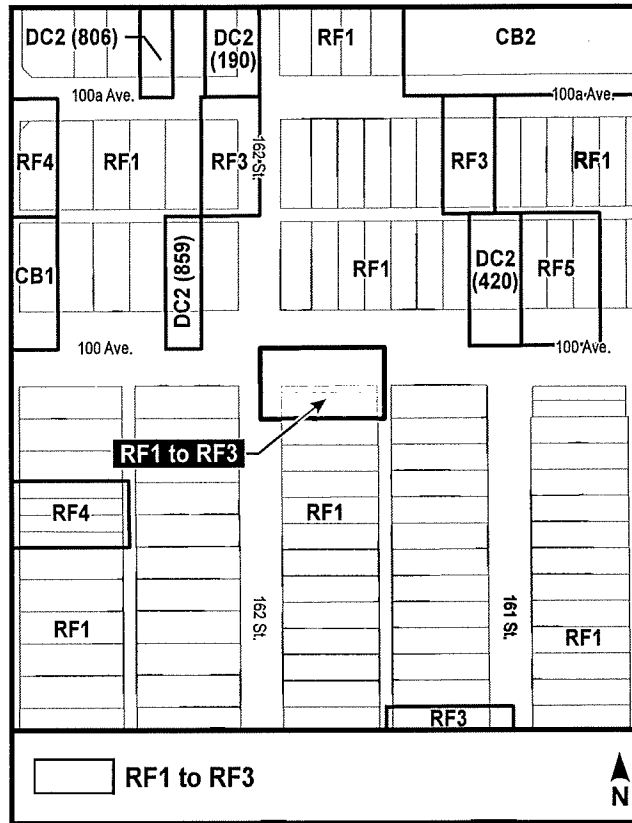 DC2 (806)
DC2
(190)
RF1
CB2
100a Ave.
100a Ave.
RF4
RF1
RF3
162 St.
RF3
RF1
CB1
DC2 (859)
RF1
DC2
(420)
RF5
100 Ave.
100 Ave.
RF1 to RF3
RF4
RF1
RF1
162 St.
161 St.
RF1
RF3
RF1 to RF3
N